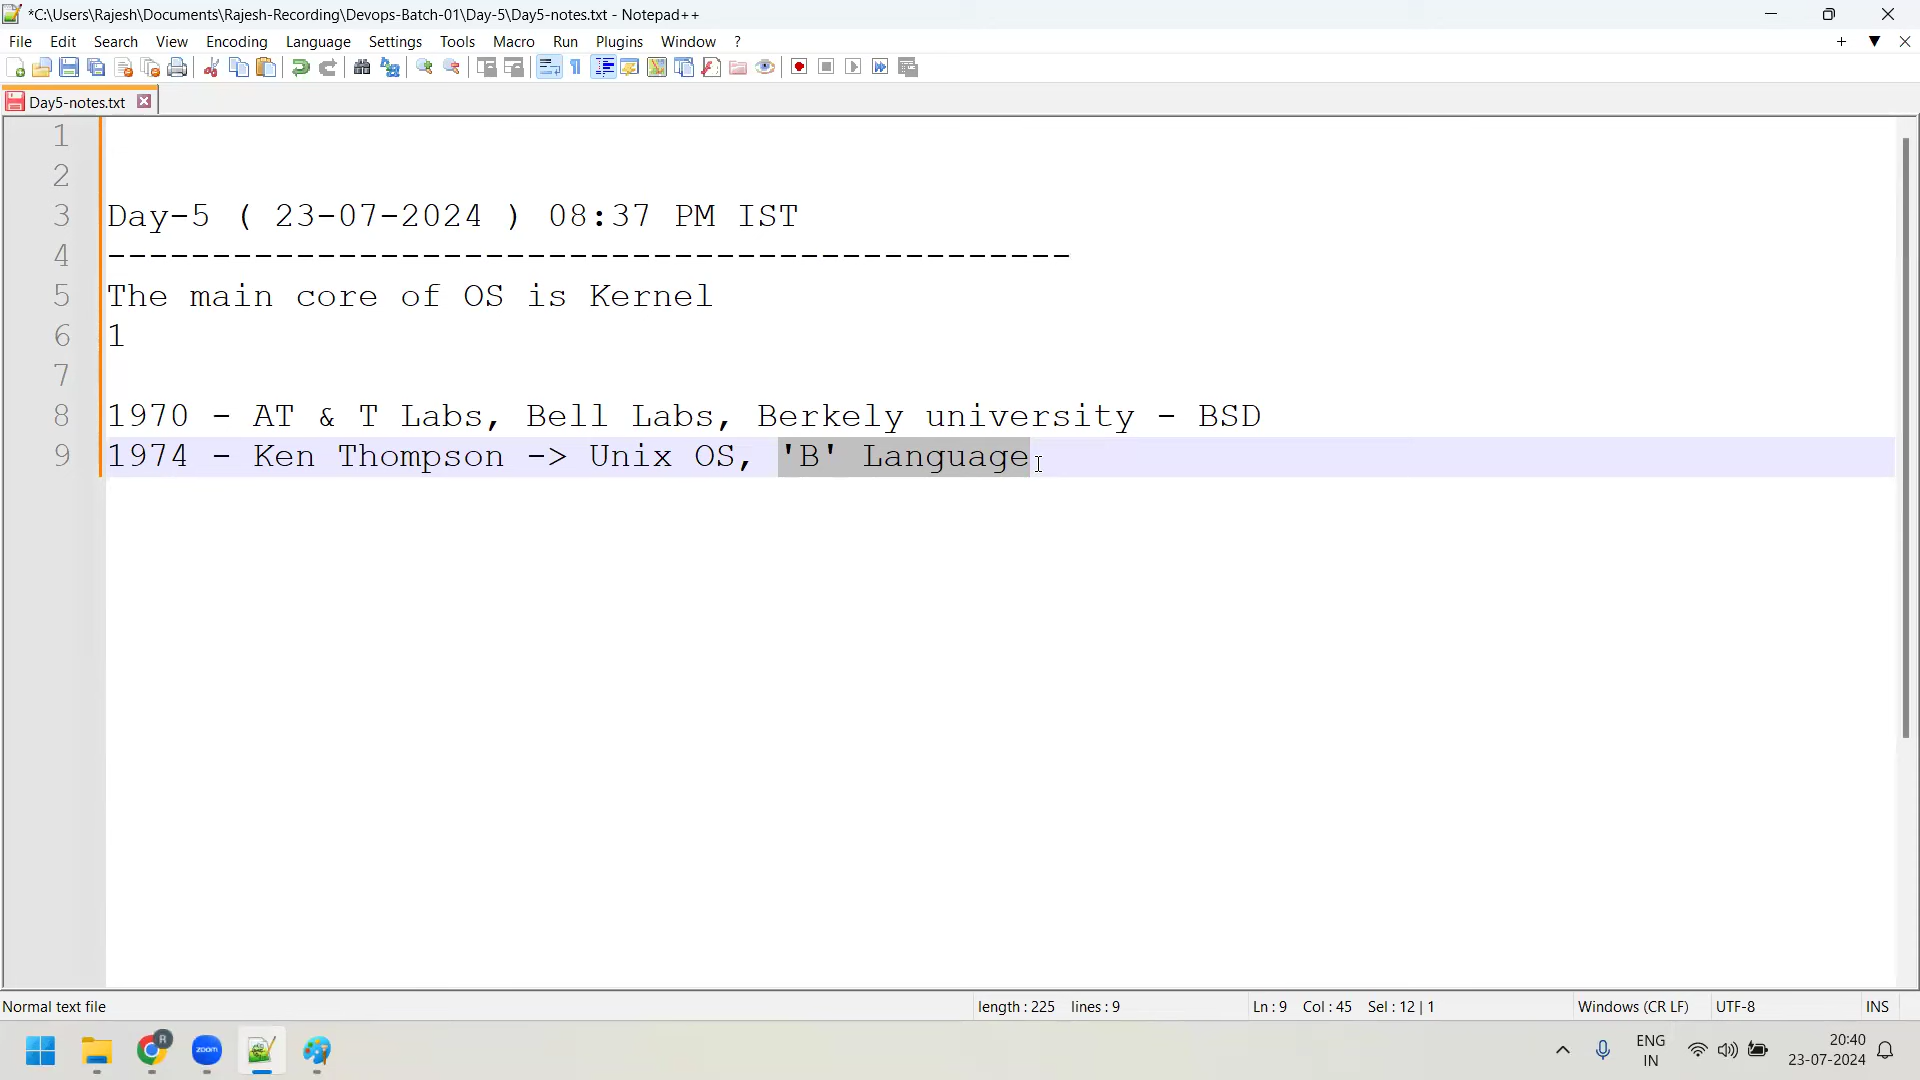 *C:\Users\Rajesh\Documents\Rajesh-Recording\Devops-Batch-01\Day-5\Day5-notes.txt - Notepad++
File Edit Search View Encoding Language Settings Tools Macro Run Plugins Window ?
Day5-notes.txt
1
2
3 Day-5 ( 23-07-2024 ) 08:37 PM IST
4 ----------------------------------------------
5 The main core of OS is Kernel
6 1
7
8 1970 - AT & T Labs, Bell Labs, Berkely university - BSD
9 1974 - Ken Thompson -> Unix OS, 'B' Language
Normal text file length : 225 lines : 9 Ln : 9 Col : 45 Sel : 12 | 1 Windows (CR LF) UTF-8 INS
R
zoom
ENG
IN
20:40
23-07-2024